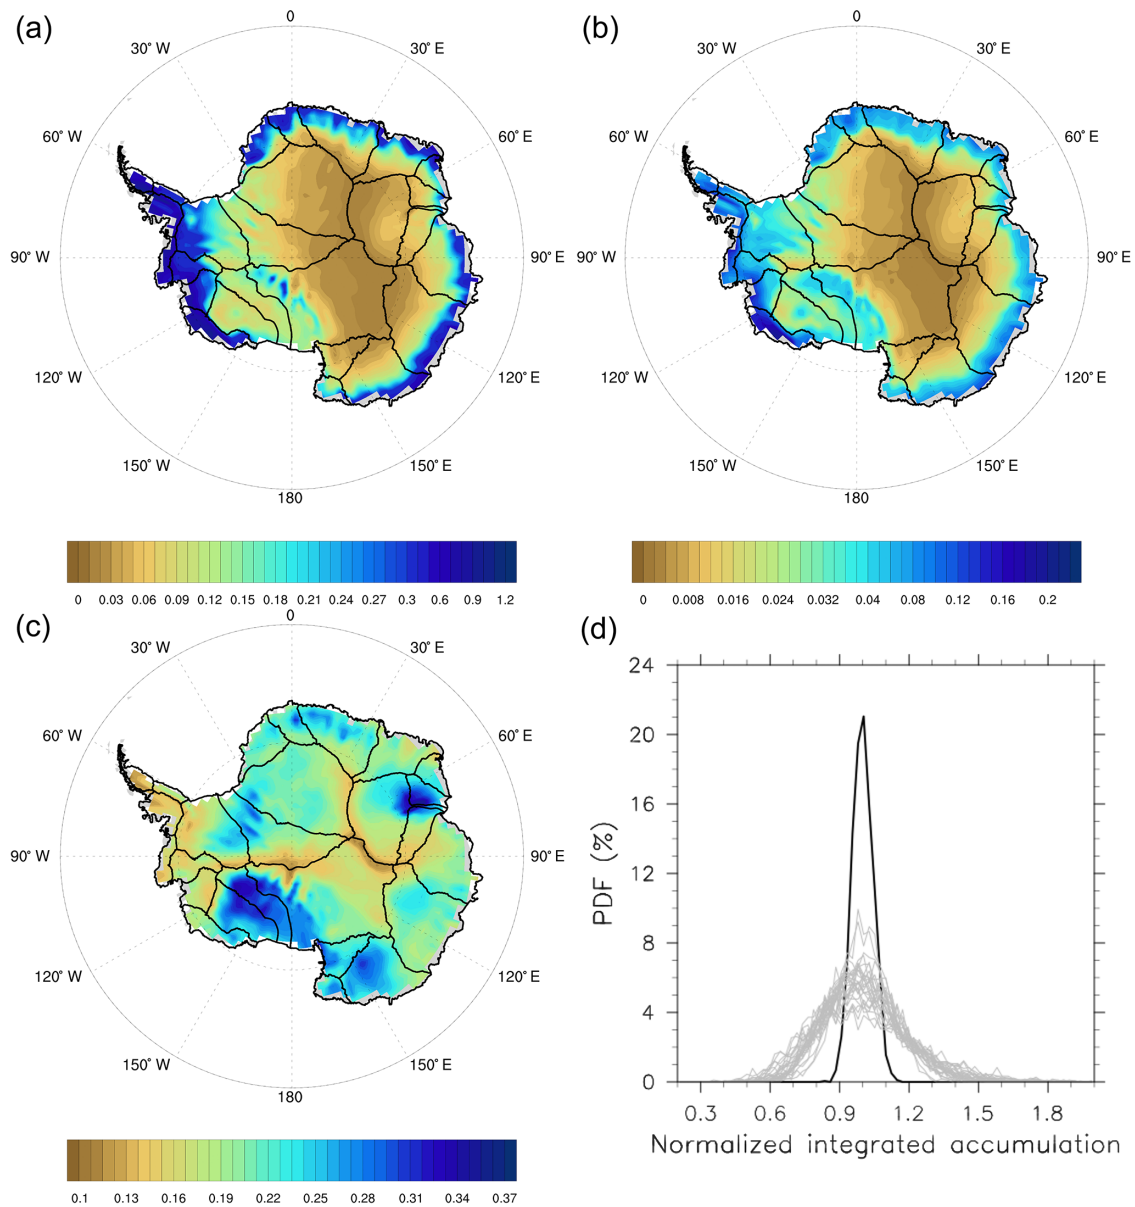 (a)
0
30° W
30° E
60° W
60° E
90° W
90° E
120° W
120° E
150° W
150° E
180
0 0.03 0.06 0.09 0.12 0.15 0.18 0.21 0.24 0.27 0.3 0.6 0.9 1.2
(b)
0
30° W
30° E
60° W
60° E
90° W
90° E
120° W
120° E
150° W
150° E
180
0 0.008 0.016 0.024 0.032 0.04 0.08 0.12 0.16 0.2
(c)
0
30° W
30° E
60° W
60° E
90° W
90° E
120° W
120° E
150° W
150° E
180
0.1 0.13 0.16 0.19 0.22 0.25 0.28 0.31 0.34 0.37
(d)
24
20
16
12
8
4
0
PDF (%)
0.3 0.6 0.9 1.2 1.5 1.8
Normalized integrated accumulation